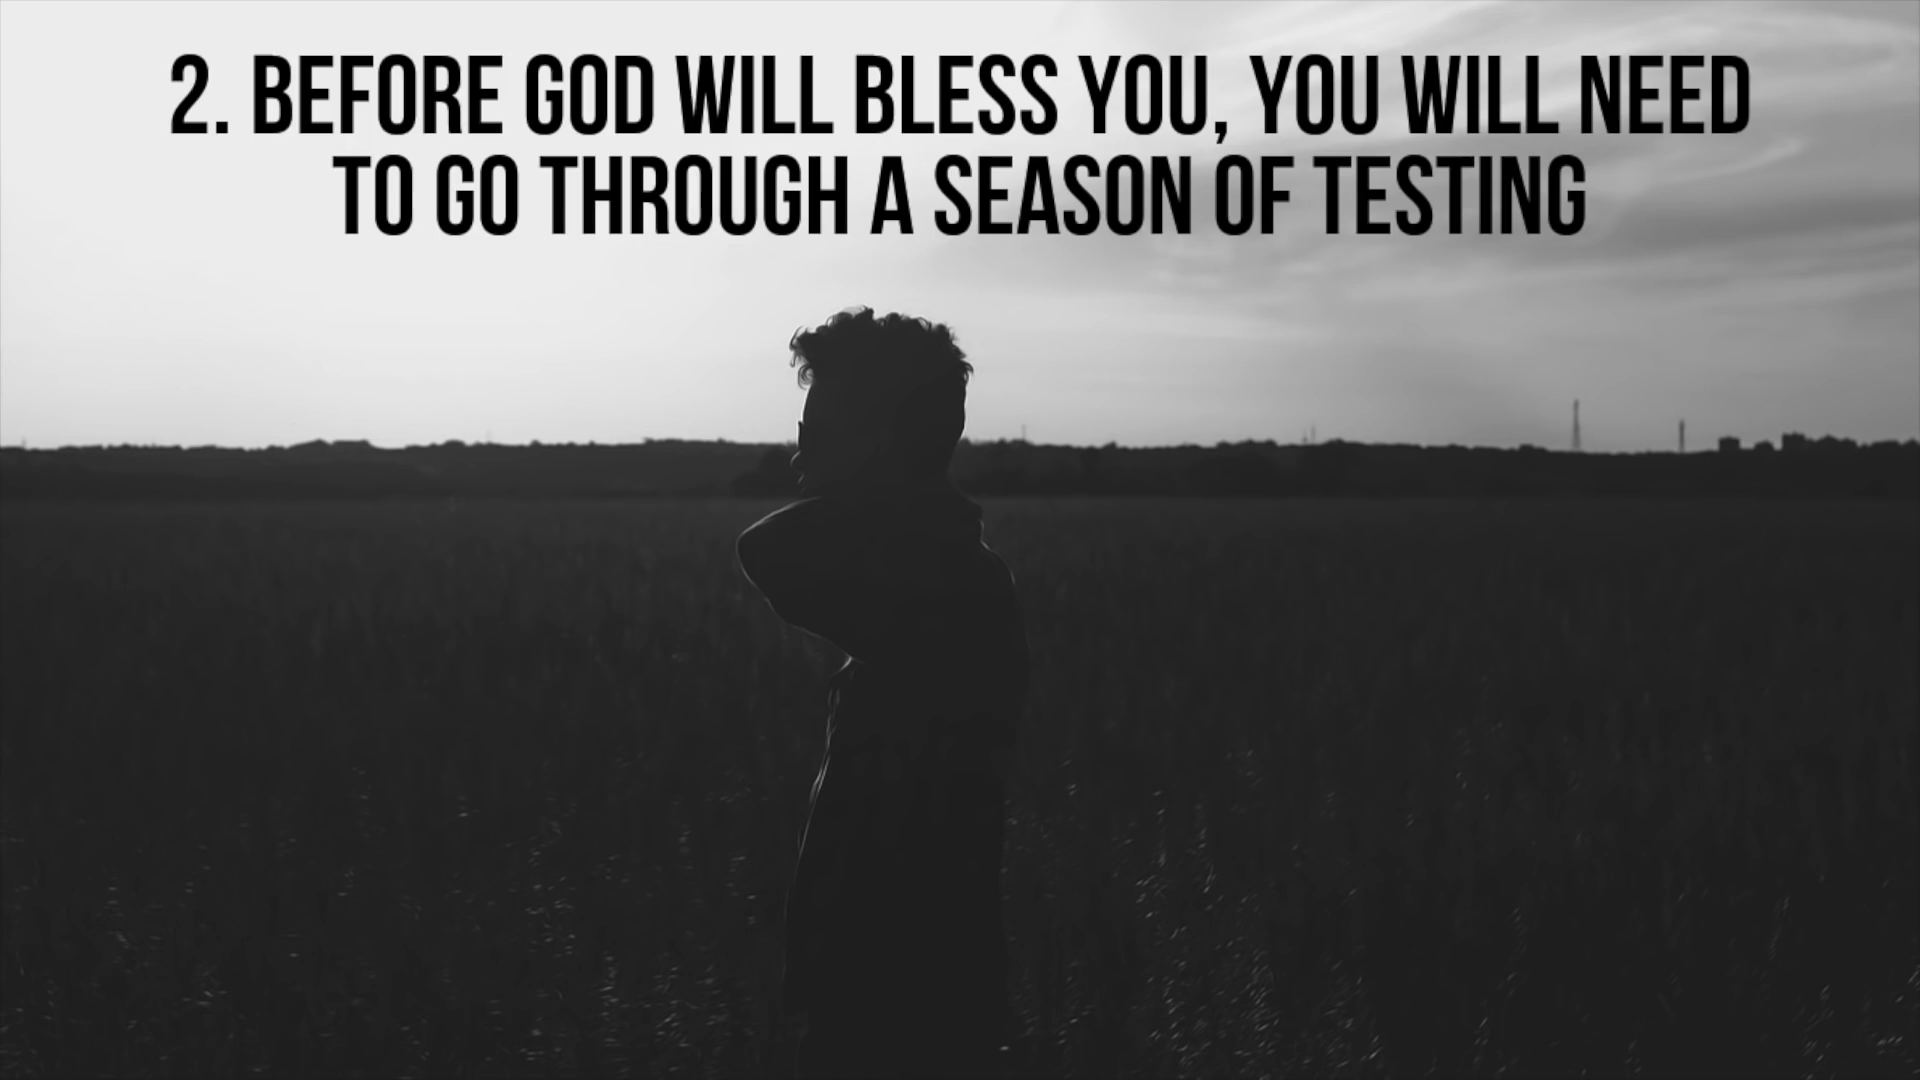 2. BEFORE GOD WILL BLESS YOU, YOU WILL NEED
TO GO THROUGH A SEASON OF TESTING